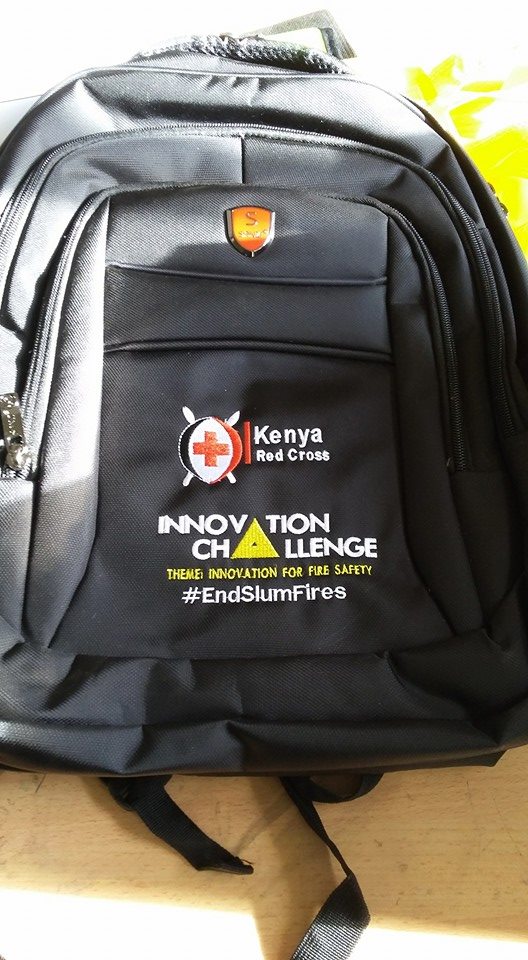 S
Kenya
Red Cross
INNOVATION
CHALLENGE
THEME: INNOVATION FOR FIRE SAFETY
#EndSlumFires